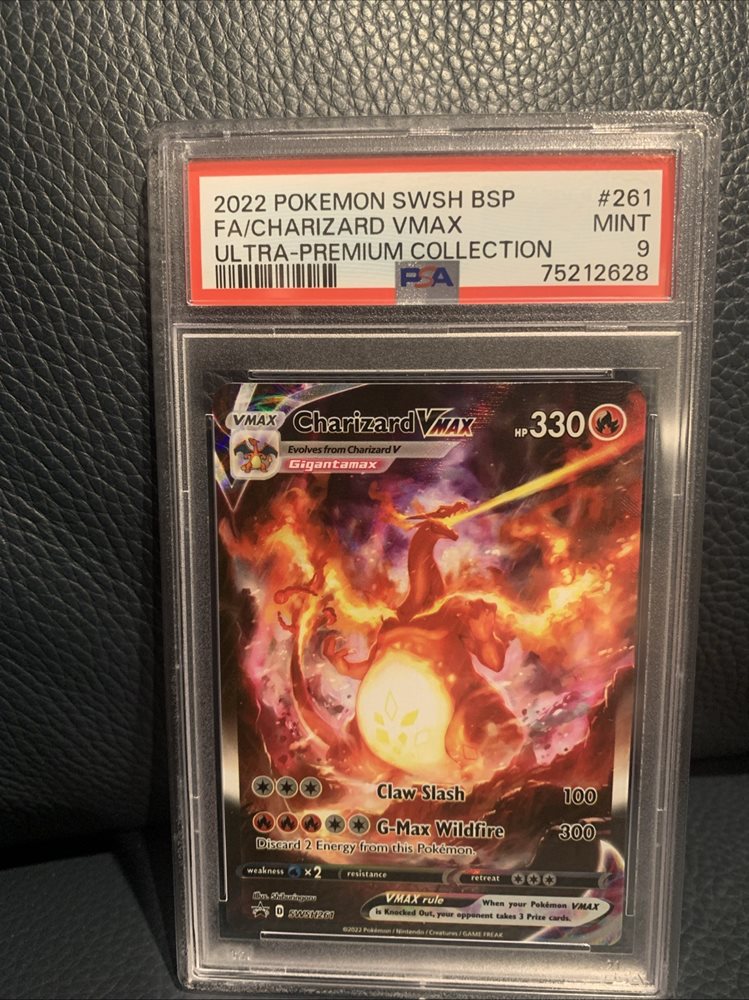 2022 POKEMON SWSH BSP #261
FA/CHARIZARD VMAX MINT
ULTRA-PREMIUM COLLECTION 9
PSA 75212628
VMAX Charizard VMAX HP 330
Evolves from Charizard V
Gigantamax
Claw Slash 100
G-Max Wildfire 300
Discard 2 Energy from this Pokémon.
weakness ×2 resistance retreat
Illus. Shiburingaru
D SWSH261
VMAX rule When your Pokémon VMAX
is Knocked Out, your opponent takes 3 Prize cards.
©2022 Pokémon / Nintendo / Creatures / GAME FREAK